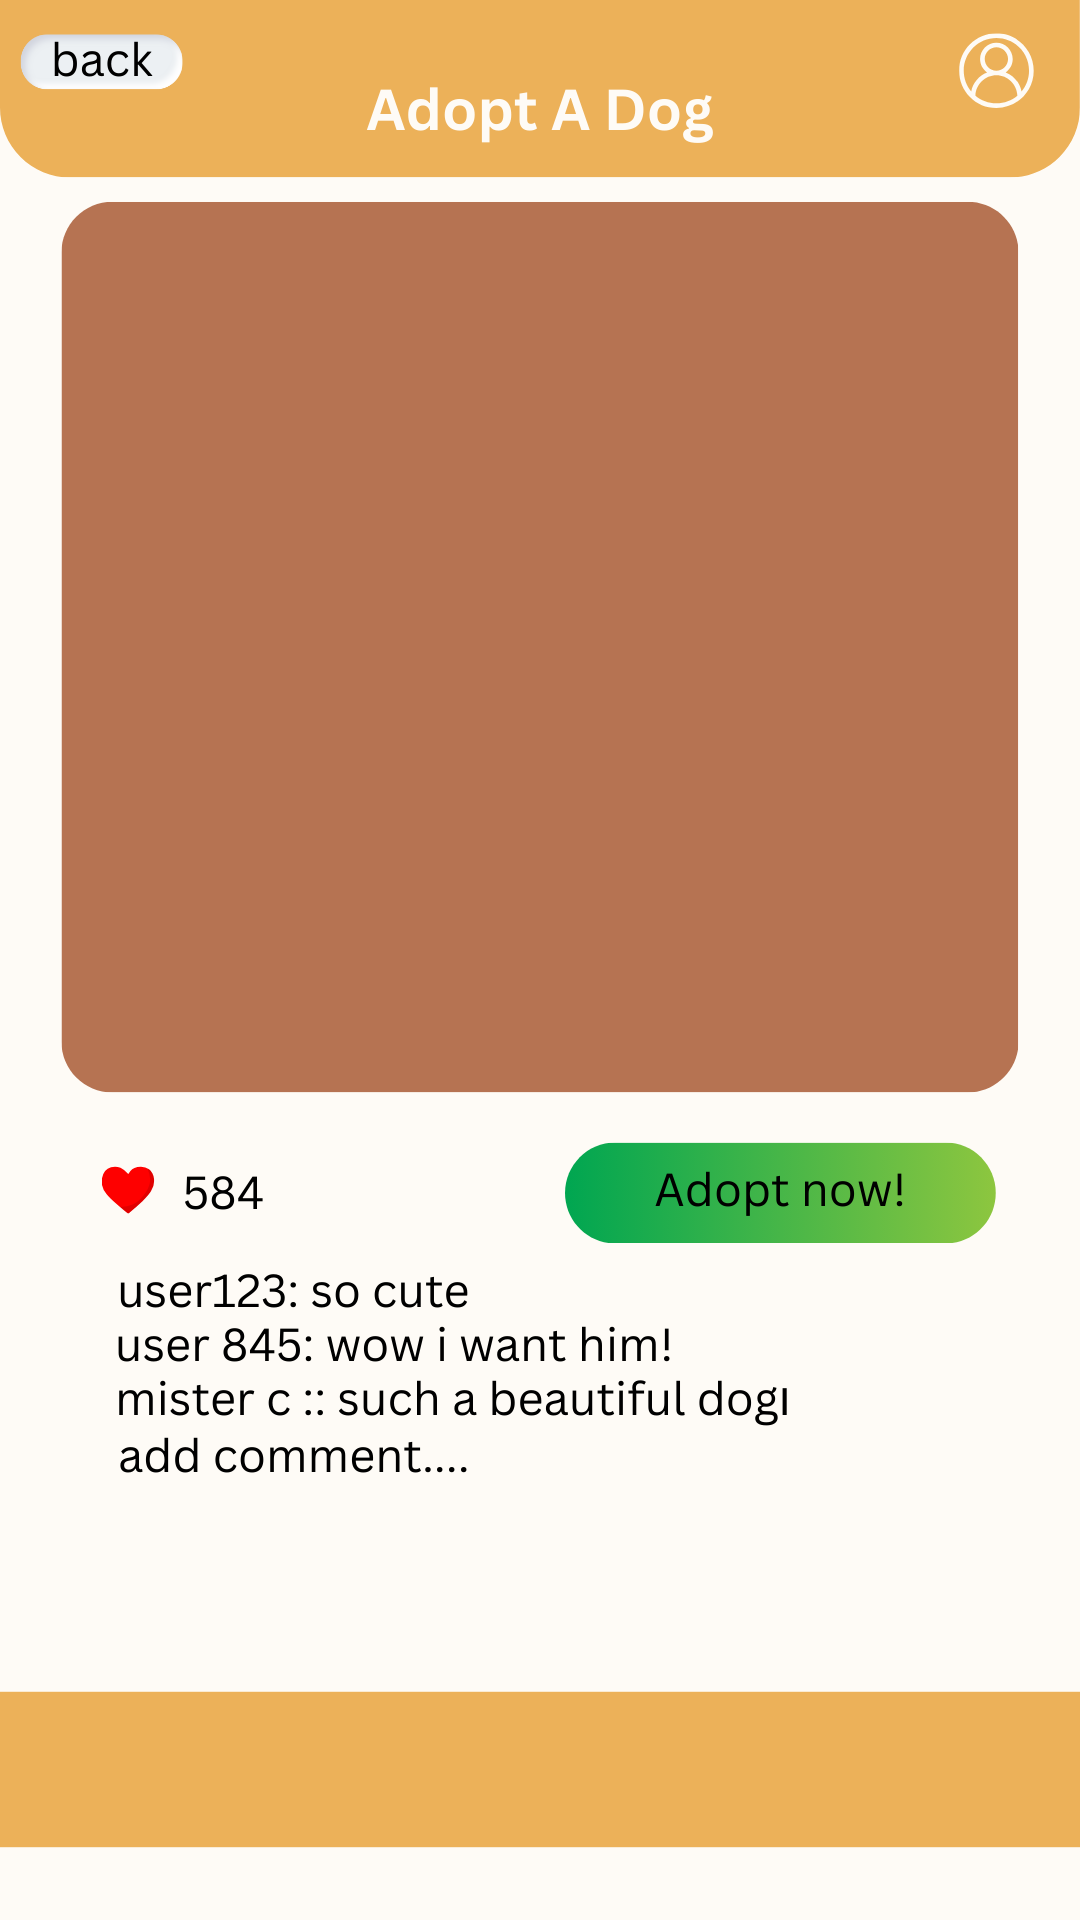 back
Adopt A Dog
584
Adopt now!
user123: so cute
user 845: wow i want him!
mister c :: such a beautiful dogI
add comment....